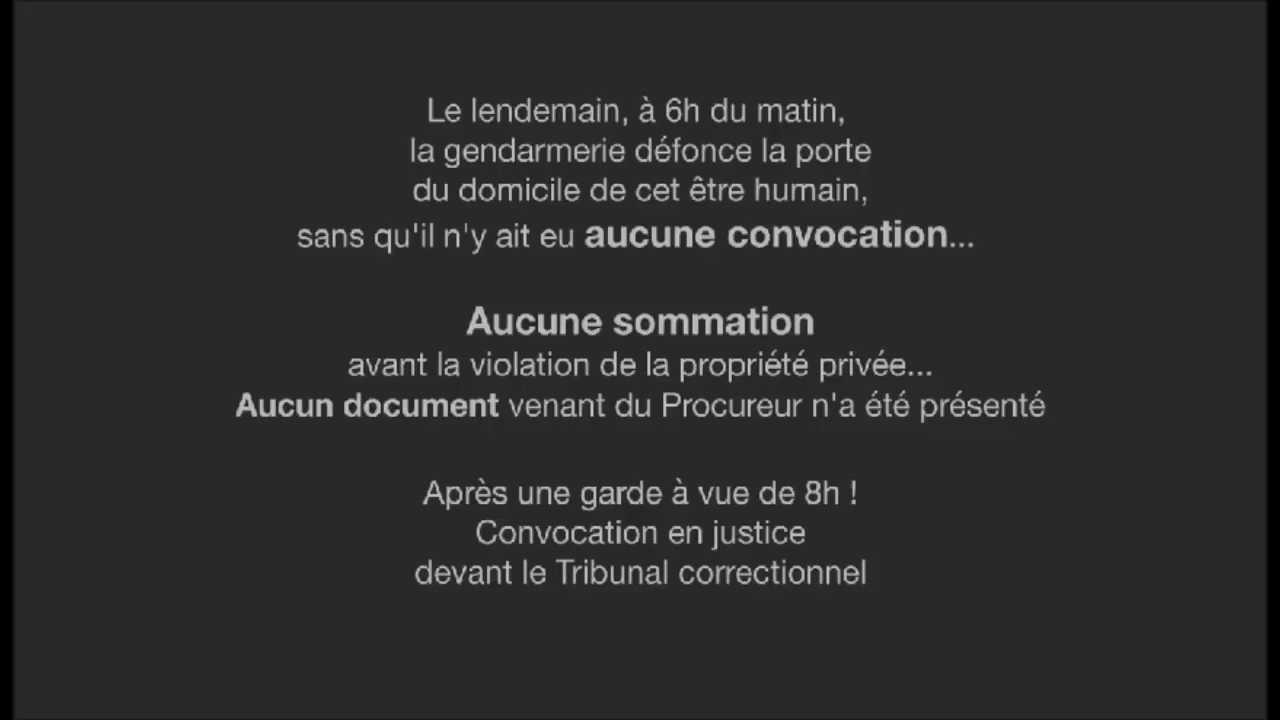 Le lendemain, à 6h du matin,
la gendarmerie défonce la porte
du domicile de cet être humain,
sans qu'il n'y ait eu aucune convocation...
Aucune sommation
avant la violation de la propriété privée...
Aucun document venant du Procureur n'a été présenté
Après une garde à vue de 8h !
Convocation en justice
devant le Tribunal correctionnel